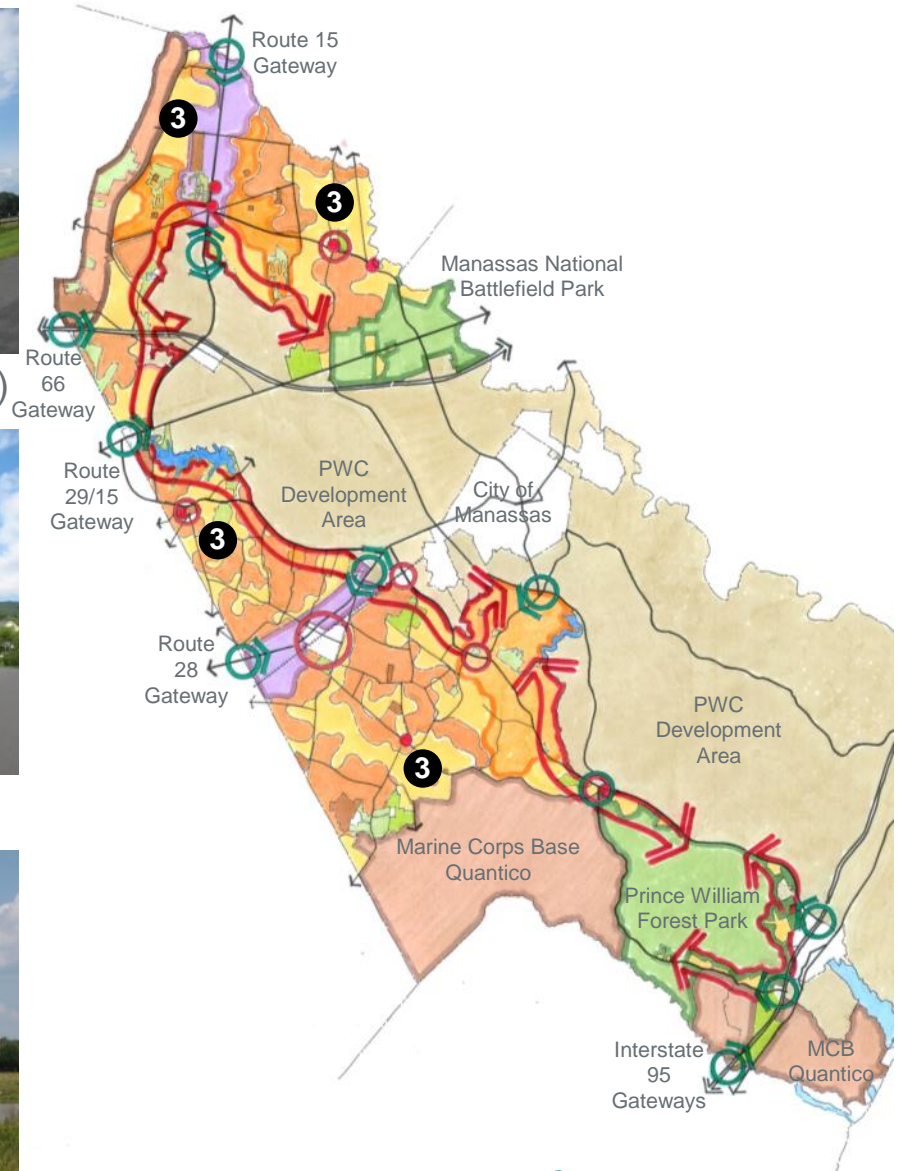 Route 15
Gateway
3
3
Manassas National
Battlefield Park
Route
66
Gateway
)
Route
29/15
Gateway
PWC
Development
Area
City of
Manassas
3
Route
28
Gateway
PWC
Development
Area
3
Marine Corps Base
Quantico
Prince William
Forest Park
Interstate
95
Gateways
MCB
Quantico